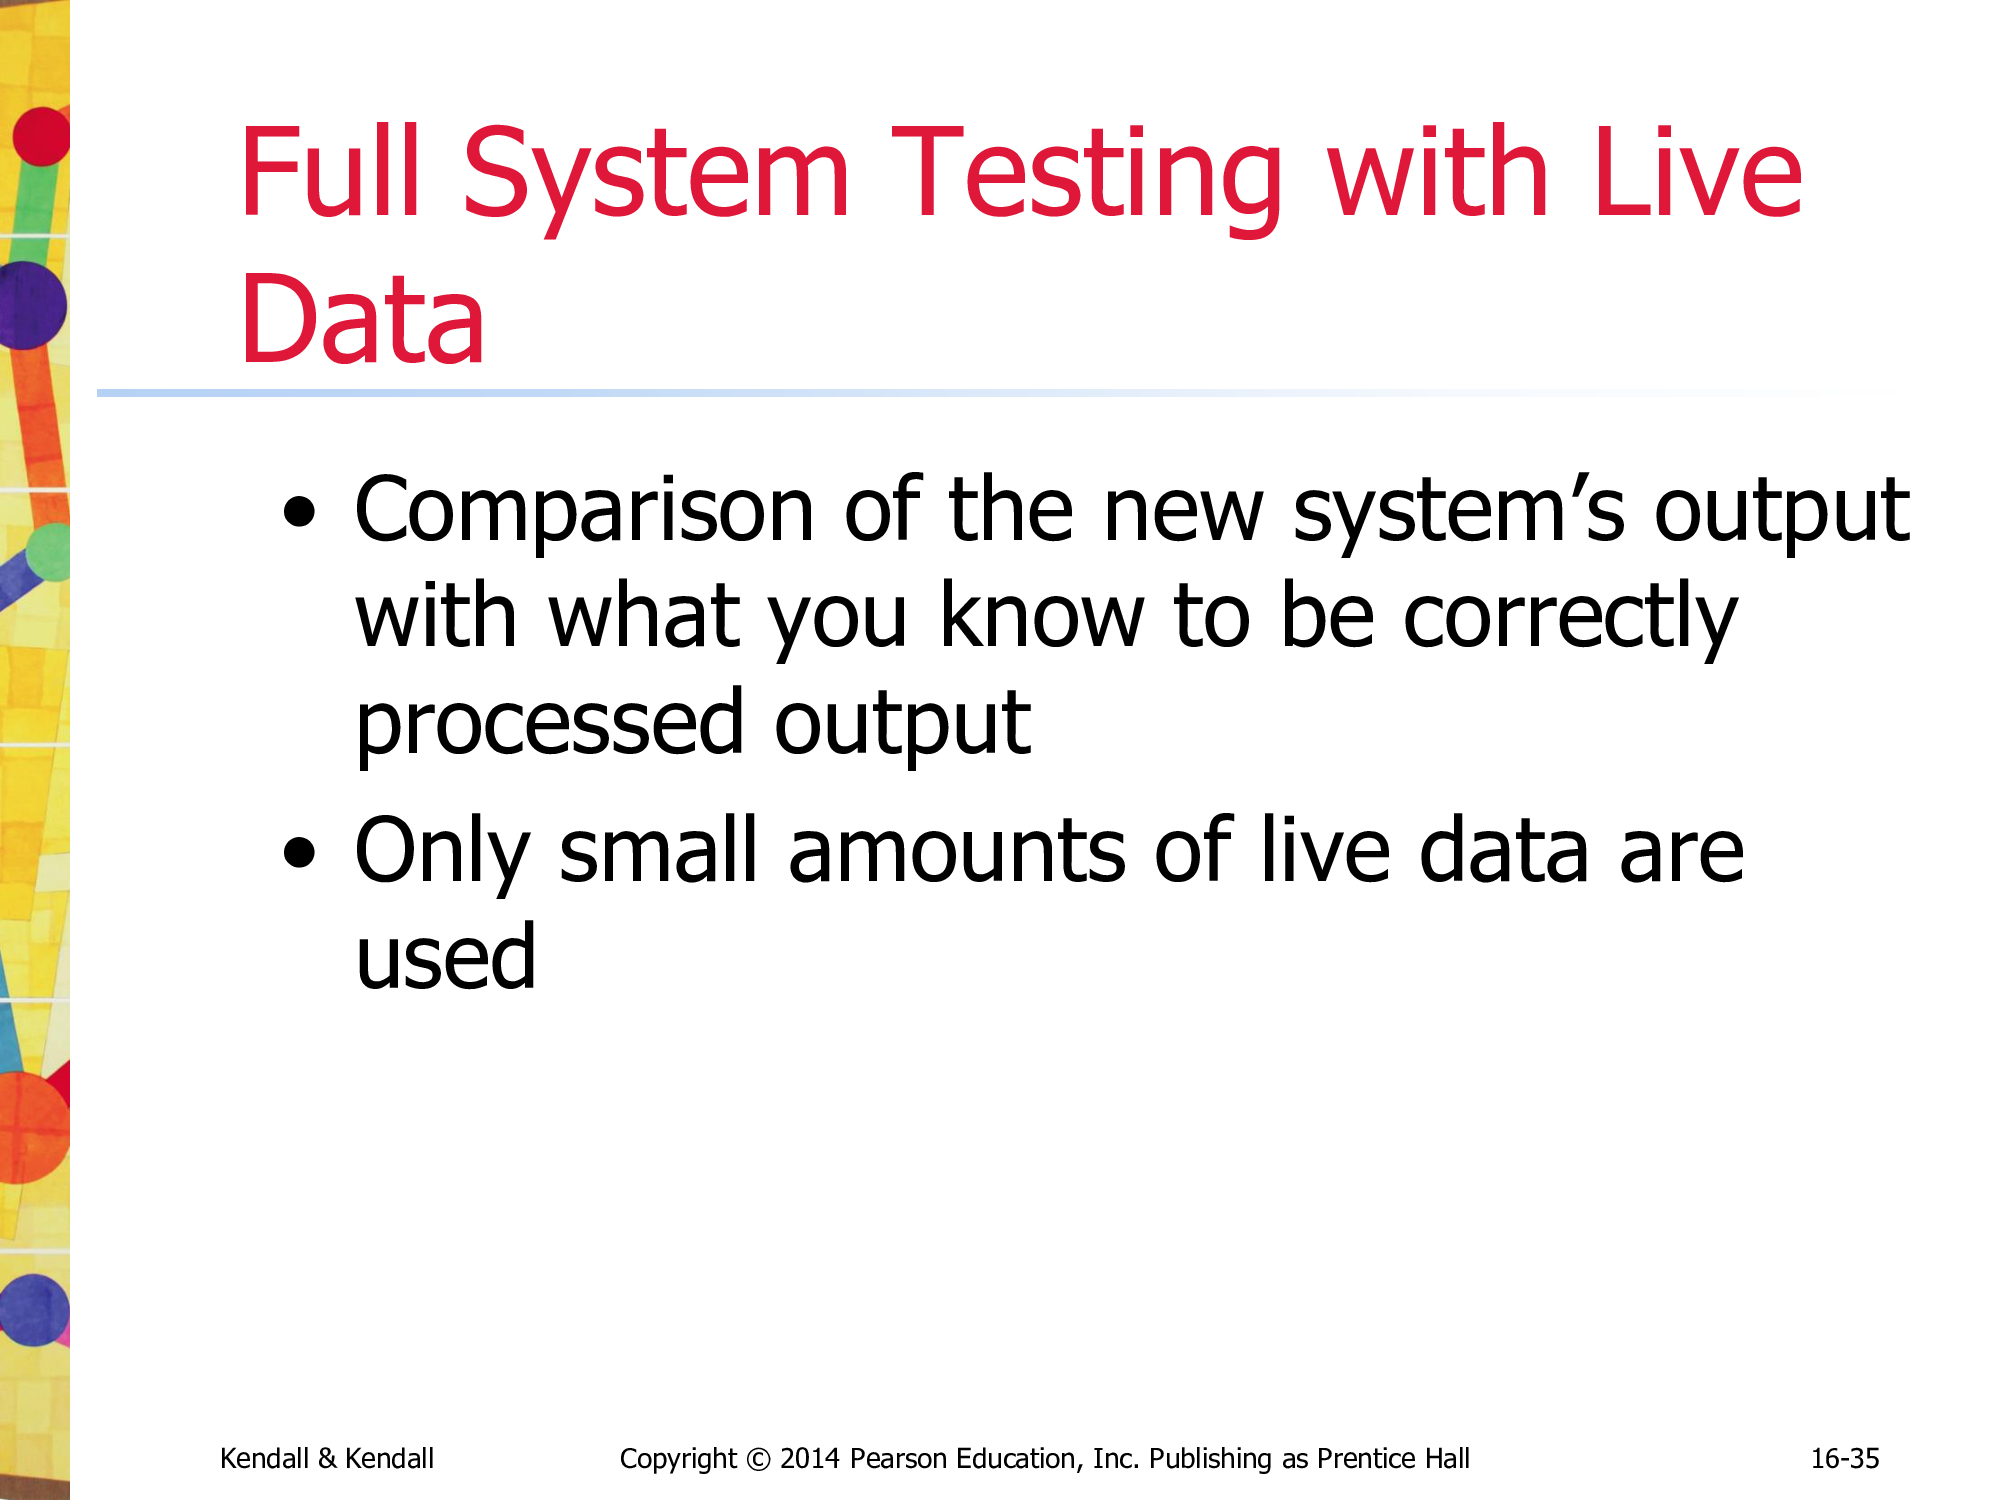 Full System Testing with Live
Data
• Comparison of the new system’s output
with what you know to be correctly
processed output
• Only small amounts of live data are
used
Kendall & Kendall
Copyright © 2014 Pearson Education, Inc. Publishing as Prentice Hall
16-35